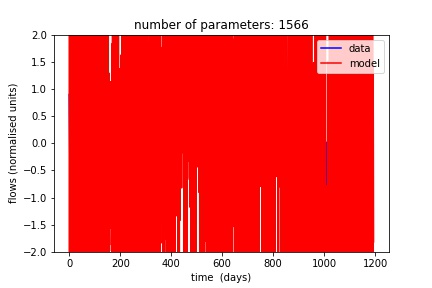 number of parameters: 1566
2.0
1.5
1.0
0.5
0.0
−0.5
−1.0
−1.5
−2.0
flows (normalised units)
data
model
0 200 400 600 800 1000 1200
time (days)